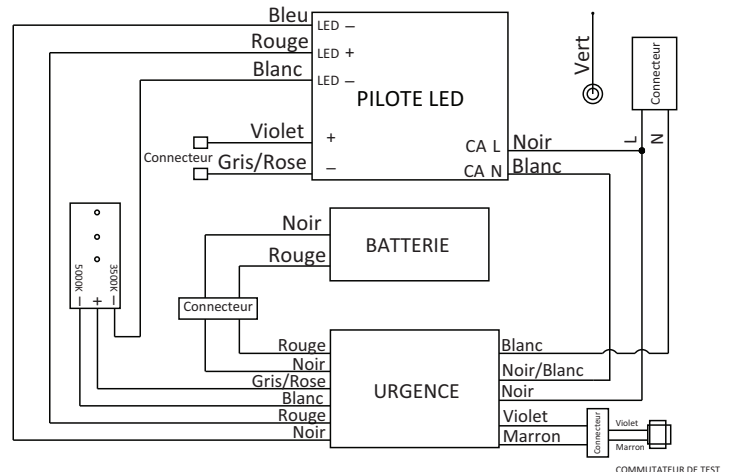 Bleu
LED –
Rouge
LED +
Blanc
LED –
PILOTE LED
Vert
Connecteur
L
N
Violet
+
Connecteur
Gris/Rose
–
CA L
Noir
CA N
Blanc
5000K
3500K
– + –
Noir
Rouge
BATTERIE
Connecteur
Rouge
Noir
Gris/Rose
Blanc
Rouge
Noir
URGENCE
Blanc
Noir/Blanc
Noir
Violet
Marron
Connecteur
Violet
Marron
COMMUTATEUR DE TEST